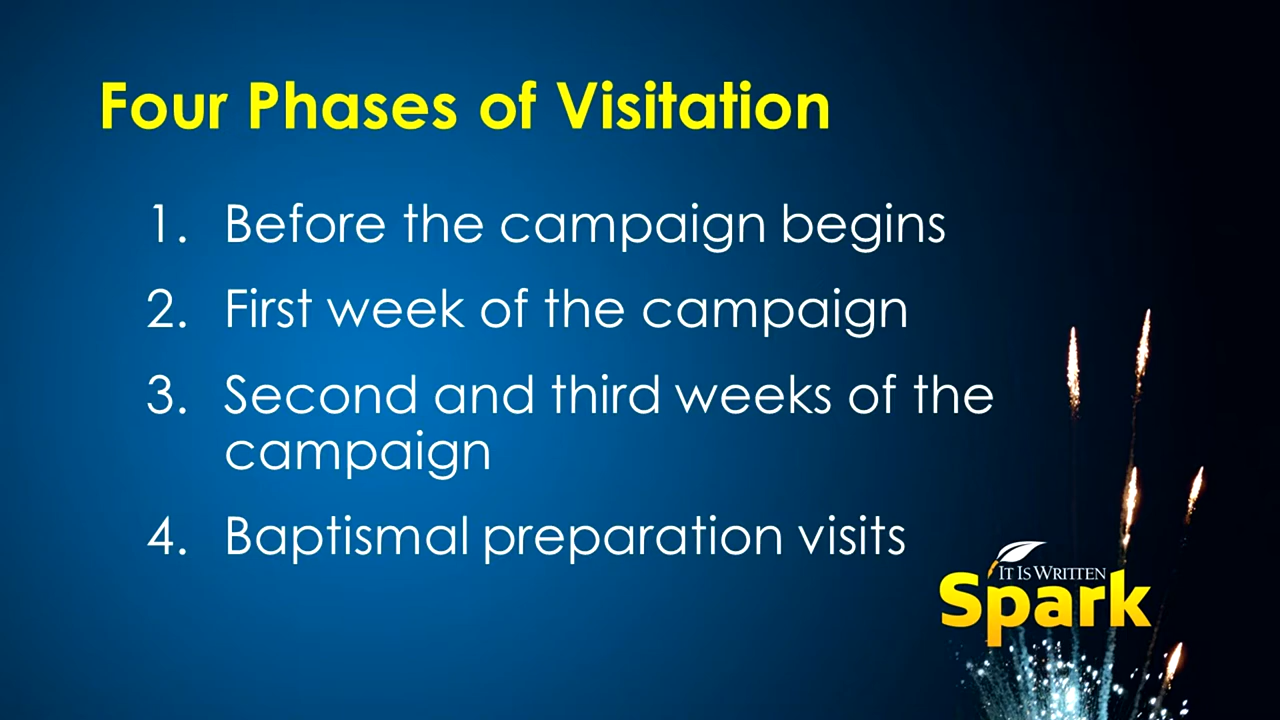 Four Phases of Visitation
1. Before the campaign begins
2. First week of the campaign
3. Second and third weeks of the
campaign
4. Baptismal preparation visits
IT IS WRITTEN
Spark